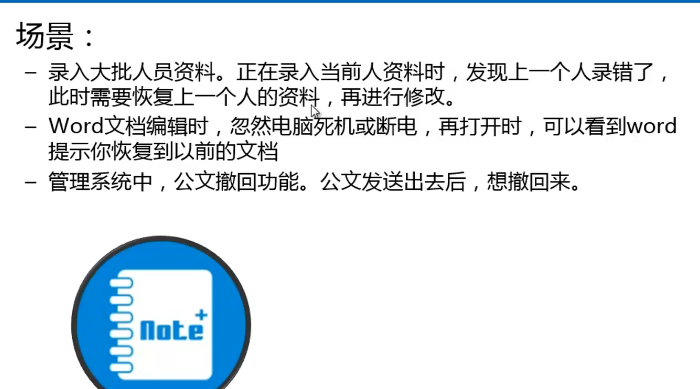 场景：
– 录入大批人员资料。正在录入当前人资料时，发现上一个人录错了，
此时需要恢复上一个人的资料，再进行修改。
– Word文档编辑时，忽然电脑死机或断电，再打开时，可以看到word
提示你恢复到以前的文档
– 管理系统中，公文撤回功能。公文发送出去后，想撤回来。
Note+